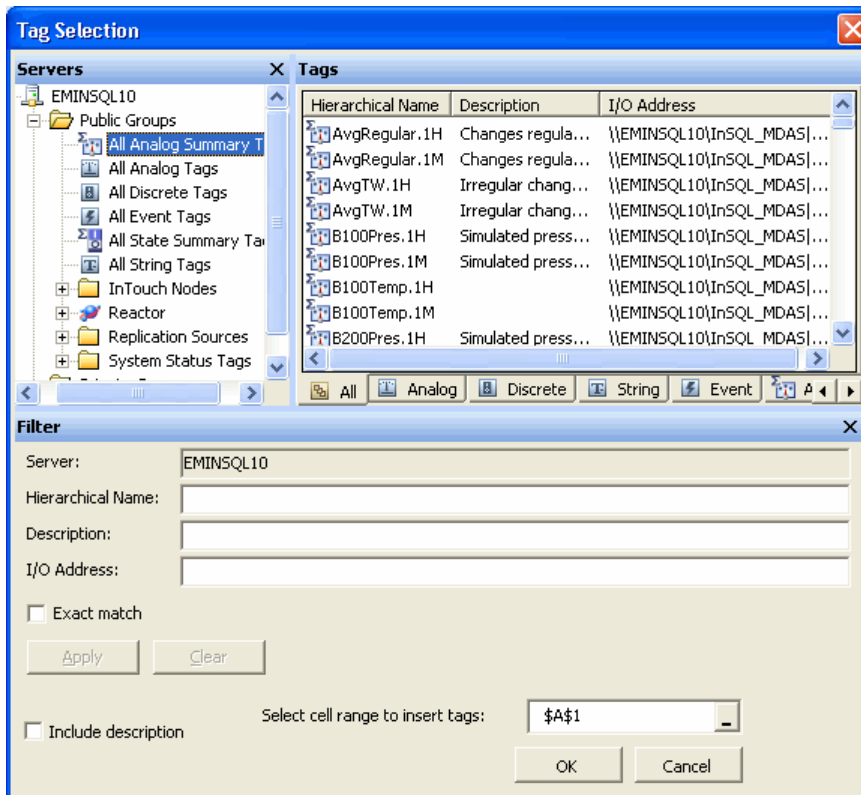 Tag Selection
Servers
EMINSQL10
Public Groups
All Analog Summary T
All Analog Tags
All Discrete Tags
All Event Tags
All State Summary Ta
All String Tags
InTouch Nodes
Reactor
Replication Sources
System Status Tags
Tags
Hierarchical Name Description I/O Address
AvgRegular.1H Changes regula... \\EMINSQL10\InSQL_MDAS|...
AvgRegular.1M Changes regula... \\EMINSQL10\InSQL_MDAS|...
AvgTW.1H Irregular chang... \\EMINSQL10\InSQL_MDAS|...
AvgTW.1M Irregular chang... \\EMINSQL10\InSQL_MDAS|...
B100Pres.1H Simulated press... \\EMINSQL10\InSQL_MDAS|...
B100Pres.1M Simulated press... \\EMINSQL10\InSQL_MDAS|...
B100Temp.1H \\EMINSQL10\InSQL_MDAS|...
B100Temp.1M \\EMINSQL10\InSQL_MDAS|...
B200Pres.1H Simulated press... \\EMINSQL10\InSQL_MDAS|...
All Analog Discrete String Event A
Filter
Server: EMINSQL10
Hierarchical Name:
Description:
I/O Address:
Exact match
Apply Clear
Include description
Select cell range to insert tags: $A$1
OK Cancel